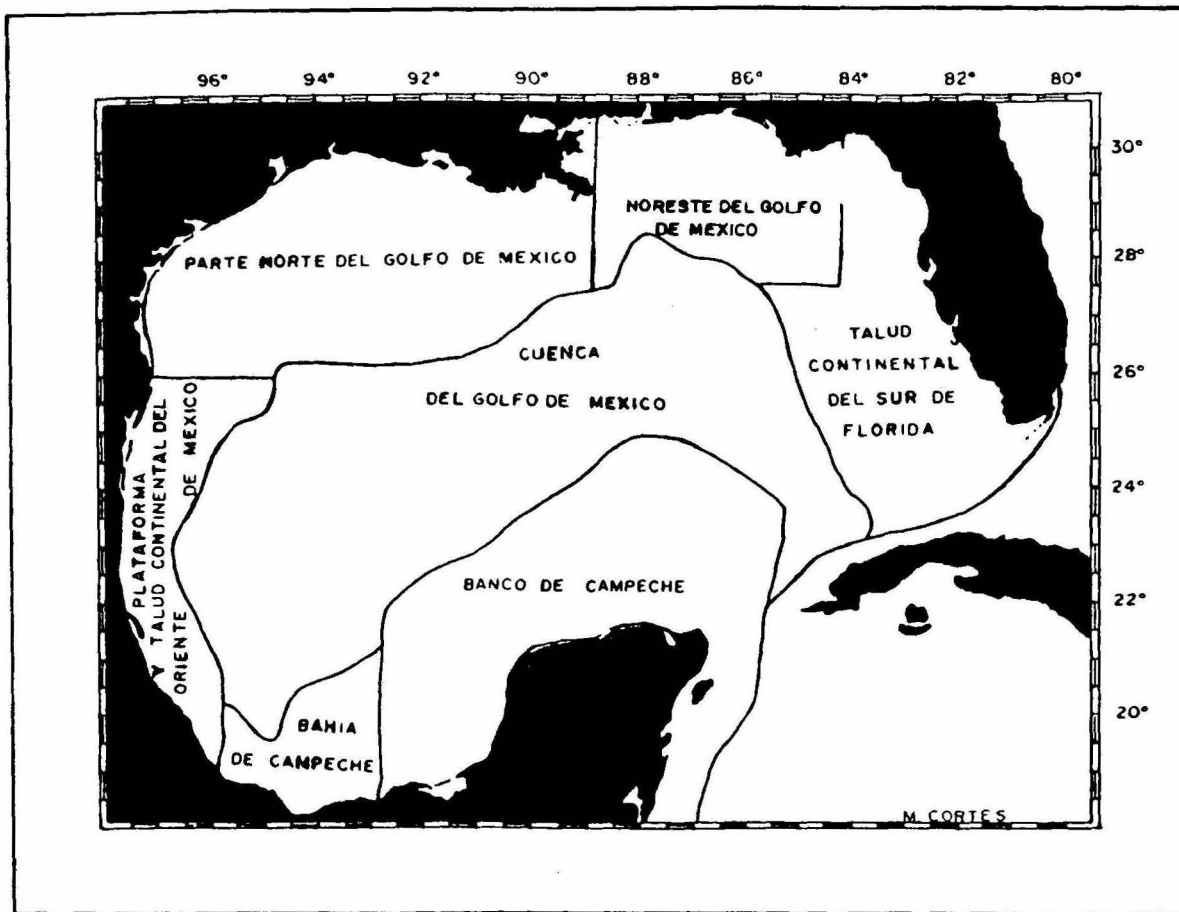 96° 94° 92° 90° 88° 86° 84° 82° 80°
30°
28°
26°
24°
22°
20°
NORESTE DEL GOLFO
DE MEXICO
PARTE NORTE DEL GOLFO DE MEXICO
CUENCA
DEL GOLFO DE MEXICO
TALUD
CONTINENTAL
DEL SUR DE
FLORIDA
PLATAFORMA
Y TALUD CONTINENTAL DEL
ORIENTE DE MEXICO
BANCO DE CAMPECHE
BAHIA
DE CAMPECHE
M. CORTES